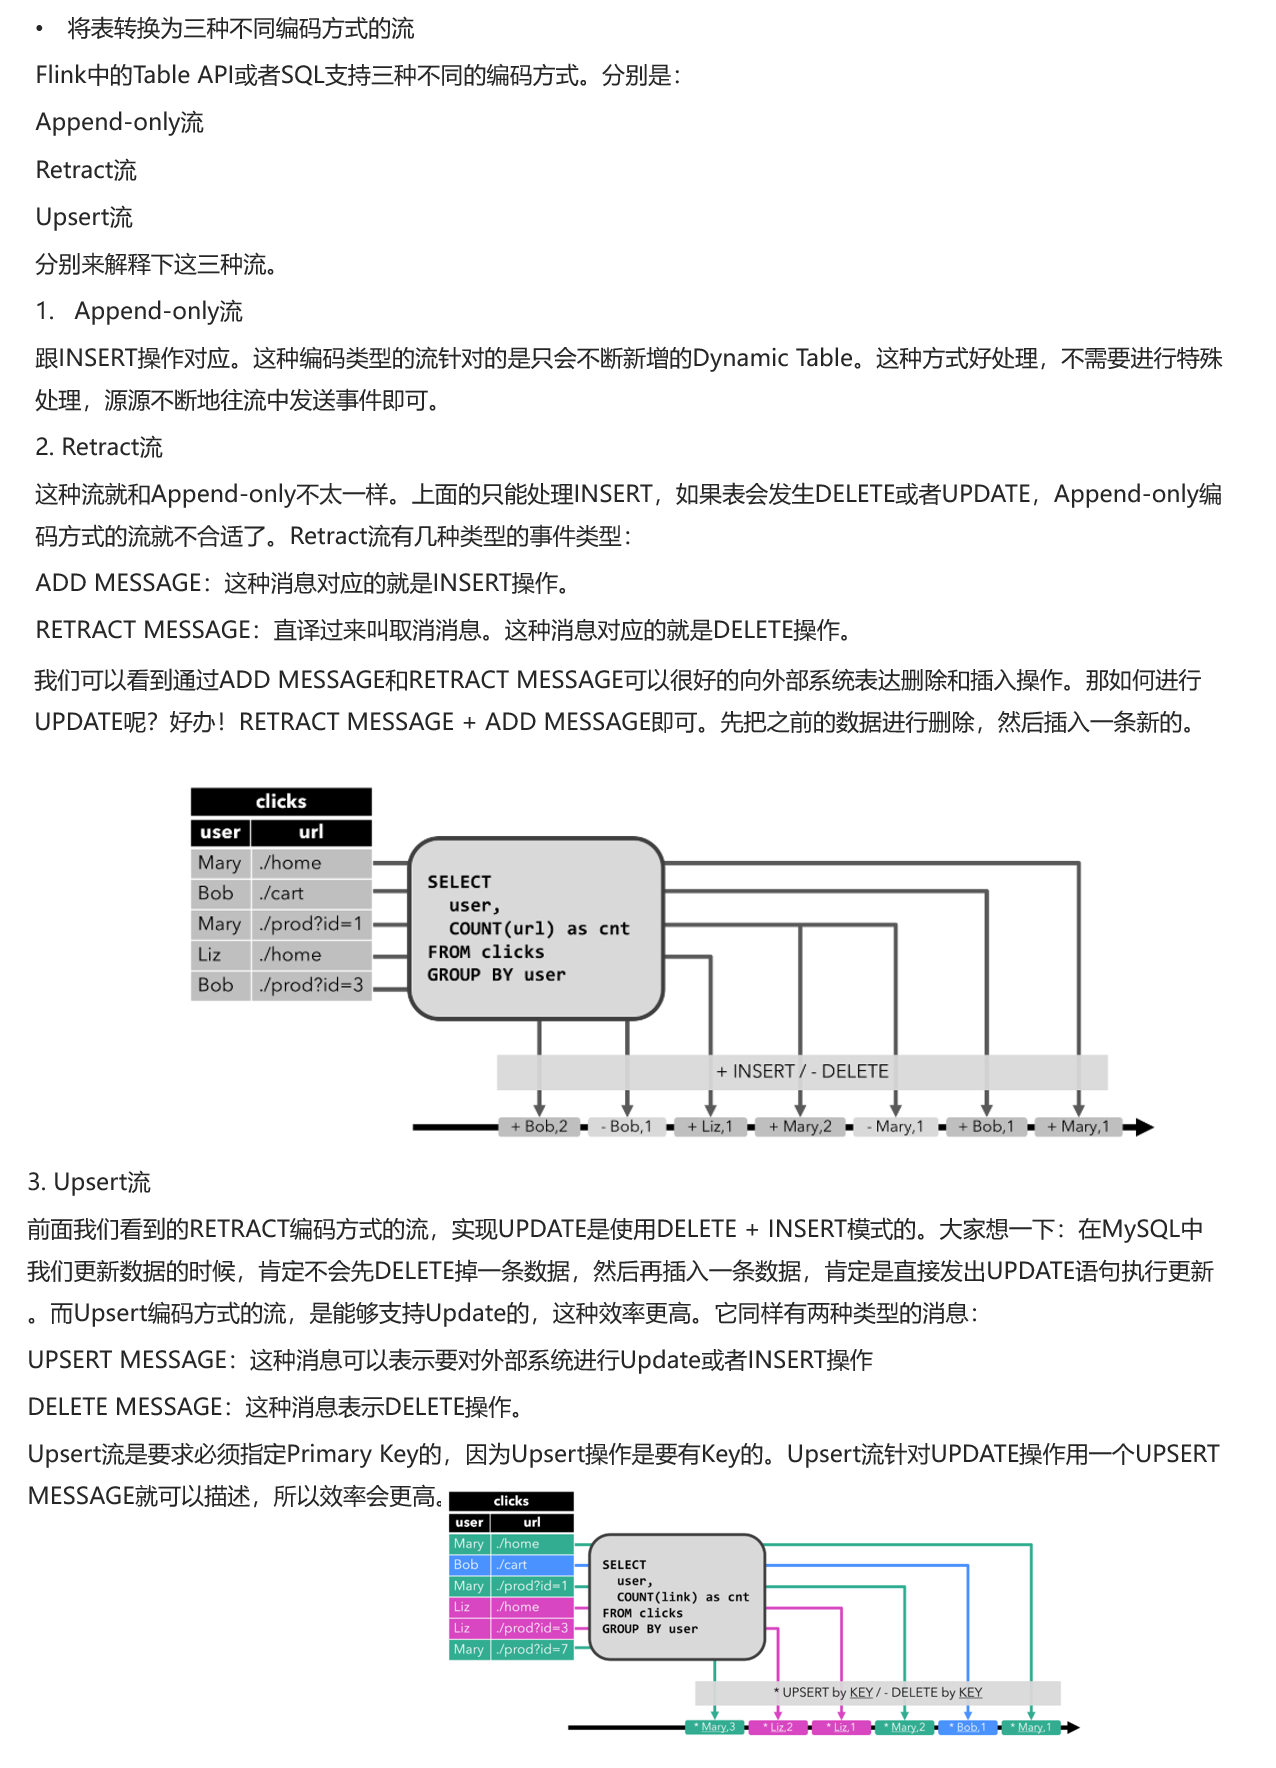 • 将表转换为三种不同编码方式的流
Flink中的Table API或者SQL支持三种不同的编码方式。分别是：
Append-only流
Retract流
Upsert流
分别来解释下这三种流。
1. Append-only流
跟INSERT操作对应。这种编码类型的流针对的是只会不断新增的Dynamic Table。这种方式好处理，不需要进行特殊
处理，源源不断地往流中发送事件即可。
2. Retract流
这种流就和Append-only不太一样。上面的只能处理INSERT，如果表会发生DELETE或者UPDATE，Append-only编
码方式的流就不合适了。Retract流有几种类型的事件类型：
ADD MESSAGE：这种消息对应的就是INSERT操作。
RETRACT MESSAGE：直译过来叫取消消息。这种消息对应的就是DELETE操作。
我们可以看到通过ADD MESSAGE和RETRACT MESSAGE可以很好的向外部系统表达删除和插入操作。那如何进行
UPDATE呢？好办！RETRACT MESSAGE + ADD MESSAGE即可。先把之前的数据进行删除，然后插入一条新的。
clicks
user url
Mary ./home
Bob ./cart
Mary ./prod?id=1
Liz ./home
Bob ./prod?id=3
SELECT
user,
COUNT(url) as cnt
FROM clicks
GROUP BY user
+ INSERT / - DELETE
+ Bob,2 - Bob,1 + Liz,1 + Mary,2 - Mary,1 + Bob,1 + Mary,1
3. Upsert流
前面我们看到的RETRACT编码方式的流，实现UPDATE是使用DELETE + INSERT模式的。大家想一下：在MySQL中
我们更新数据的时候，肯定不会先DELETE掉一条数据，然后再插入一条数据，肯定是直接发出UPDATE语句执行更新
。而Upsert编码方式的流，是能够支持Update的，这种效率更高。它同样有两种类型的消息：
UPSERT MESSAGE：这种消息可以表示要对外部系统进行Update或者INSERT操作
DELETE MESSAGE：这种消息表示DELETE操作。
Upsert流是要求必须指定Primary Key的，因为Upsert操作是要有Key的。Upsert流针对UPDATE操作用一个UPSERT
MESSAGE就可以描述，所以效率会更高。
clicks
user url
Mary ./home
Bob ./cart
Mary ./prod?id=1
Liz ./home
Liz ./prod?id=3
Mary ./prod?id=7
SELECT
user,
COUNT(link) as cnt
FROM clicks
GROUP BY user
* UPSERT by KEY / - DELETE by KEY
* Mary,3 * Liz,2 * Liz,1 * Mary,2 * Bob,1 * Mary,1